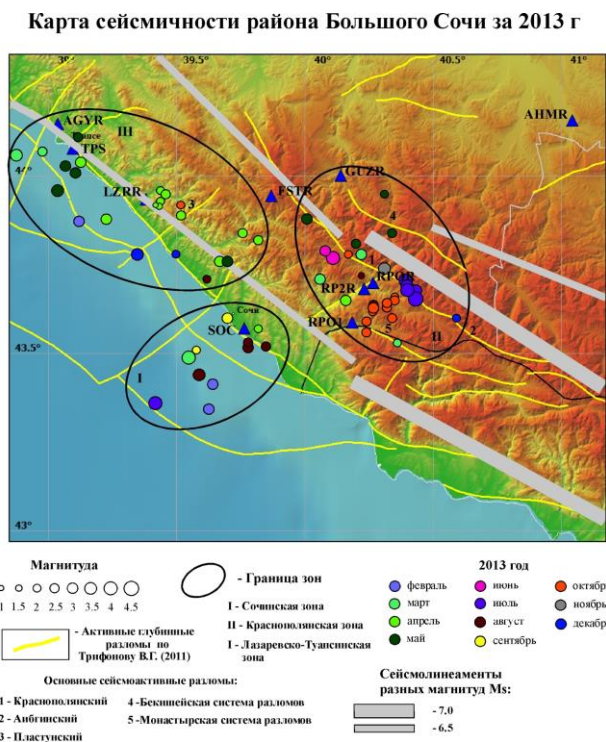 Карта сейсмичности района Большого Сочи за 2013 г
39.5
40
40.5
41
AGYR
III
AHMR
TPS
44°
GUZR
LZRR
FSTR
3
4
1
RPOR
RP2R
Сочи
SOC
RPO1
5
II
2
43.5
I
43°
Магнитуда
1 1.5 2 2.5 3 3.5 4 4.5
- Граница зон
I - Сочинская зона
II - Краснополянская зона
I - Лазаревско-Туапсинская
зона
- Активные глубинные
разломы по
Трифонову В.Г. (2011)
2013 год
февраль
март
апрель
май
июнь
июль
август
сентябрь
октябр
ноябрь
декабр
Основные сейсмоактивные разломы:
1 - Краснополянский
2 - Аибгинский
3 - Пластунский
4 -Бекишейская система разломов
5 -Монастырская система разломов
Сейсмолинеаменты
разных магнитуд Ms:
- 7.0
- 6.5